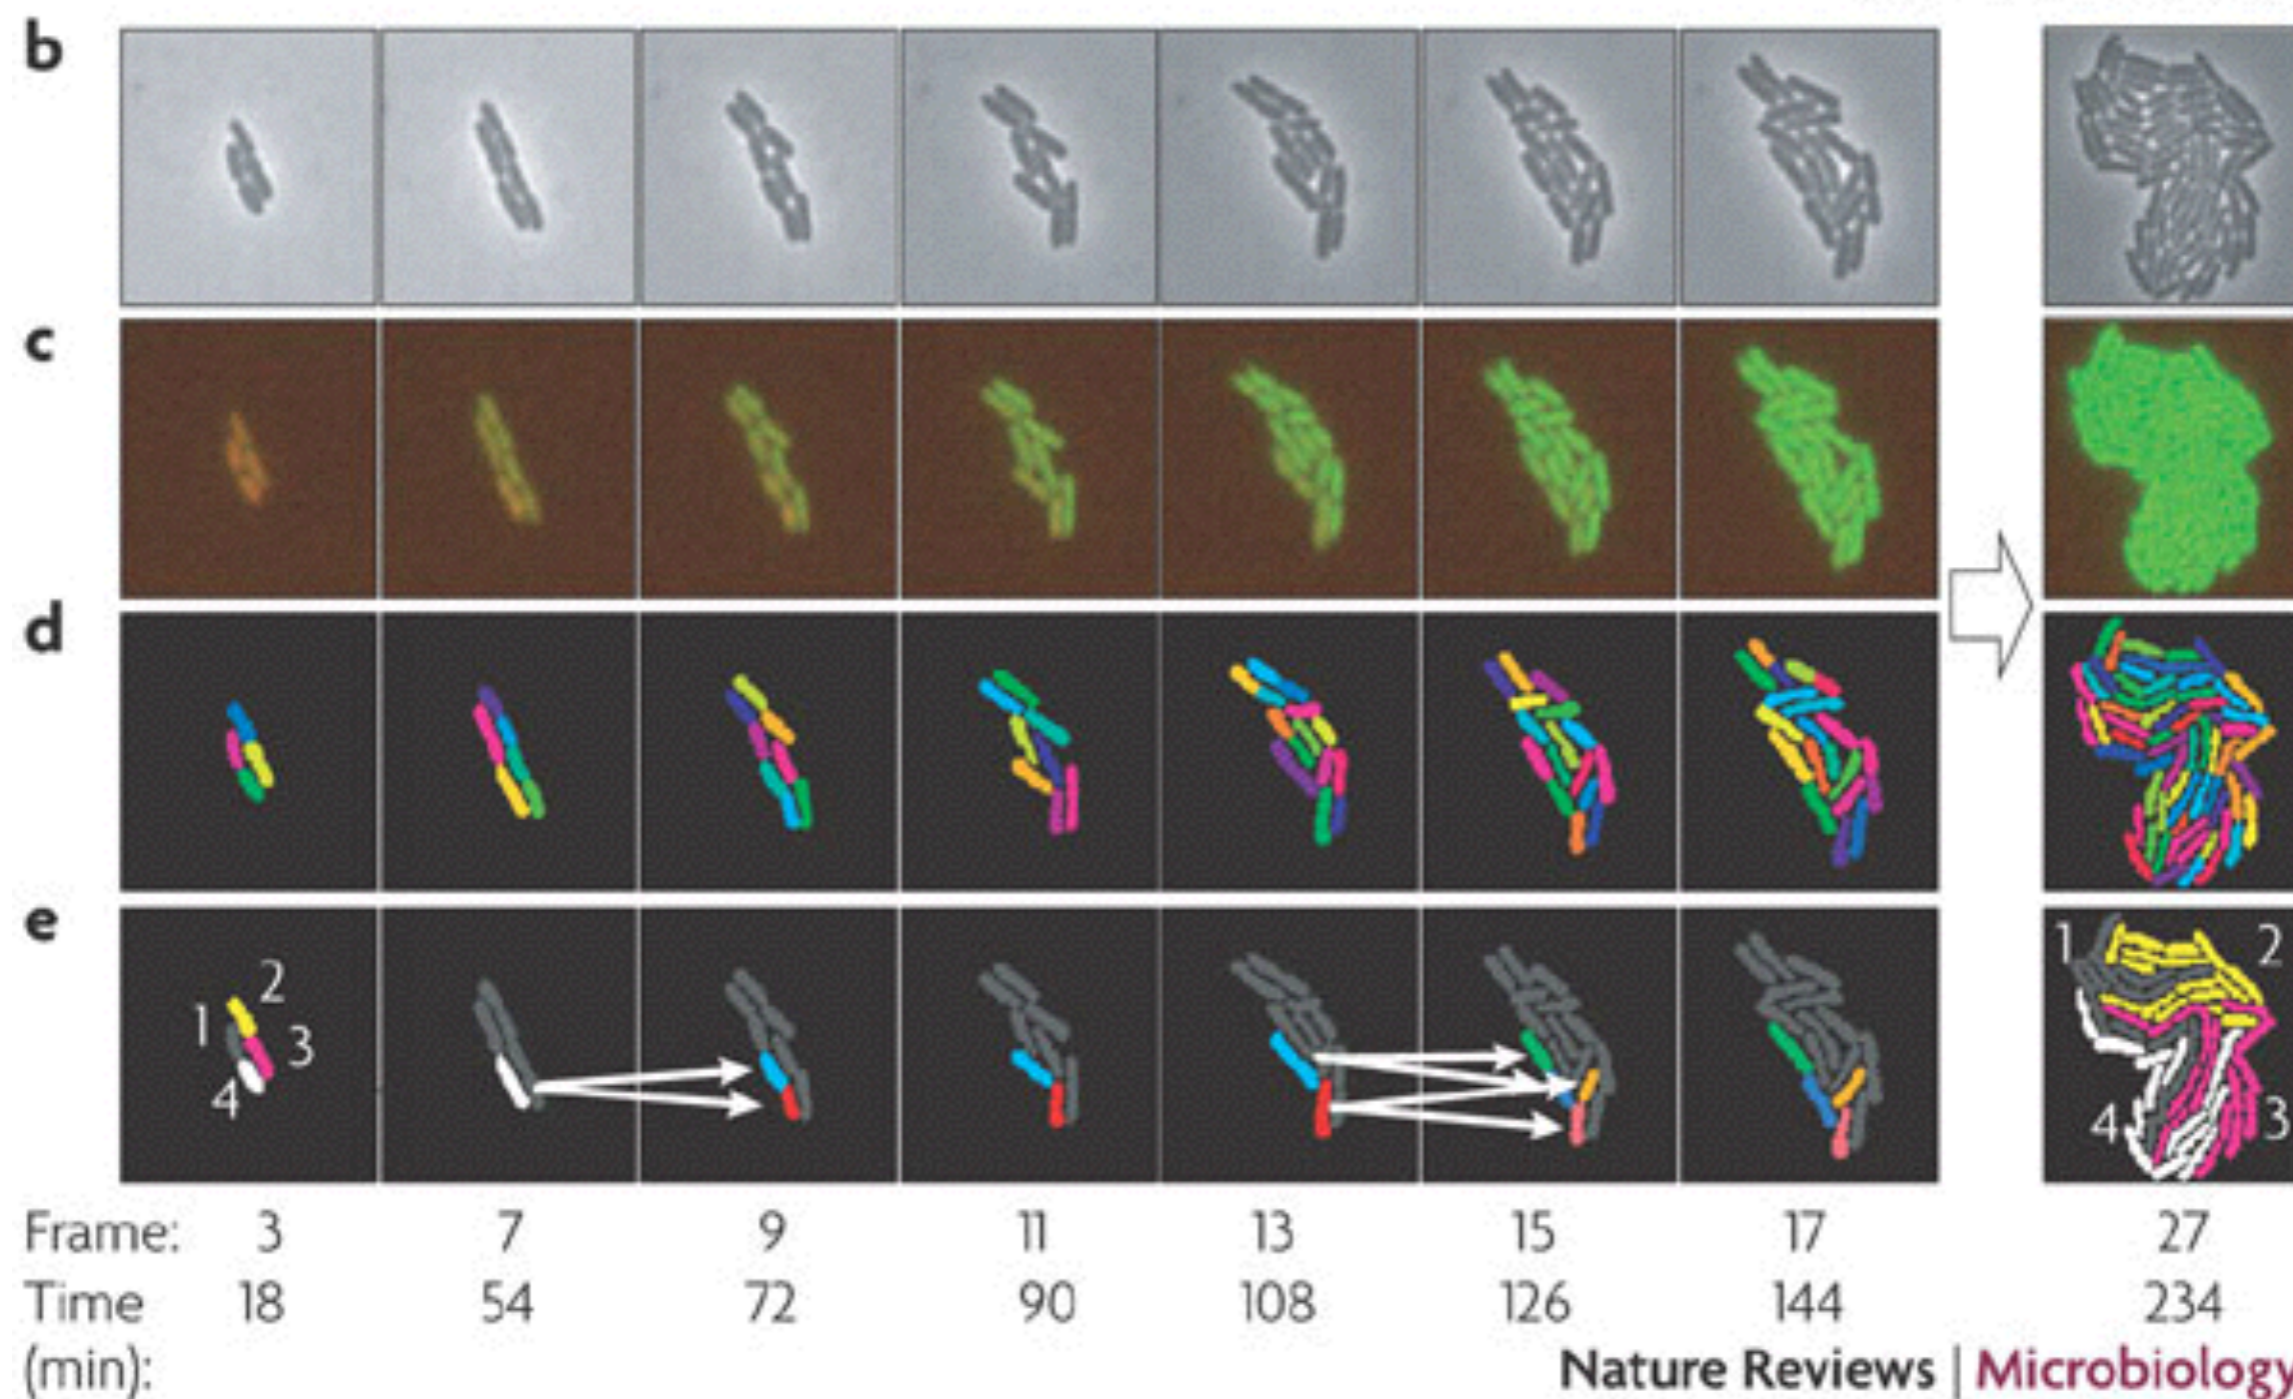 b
c
d
e
1 2 3 4
1 2 3 4
Frame: 3 7 9 11 13 15 17 27
Time 18 54 72 90 108 126 144 234
(min):
Nature Reviews | Microbiology